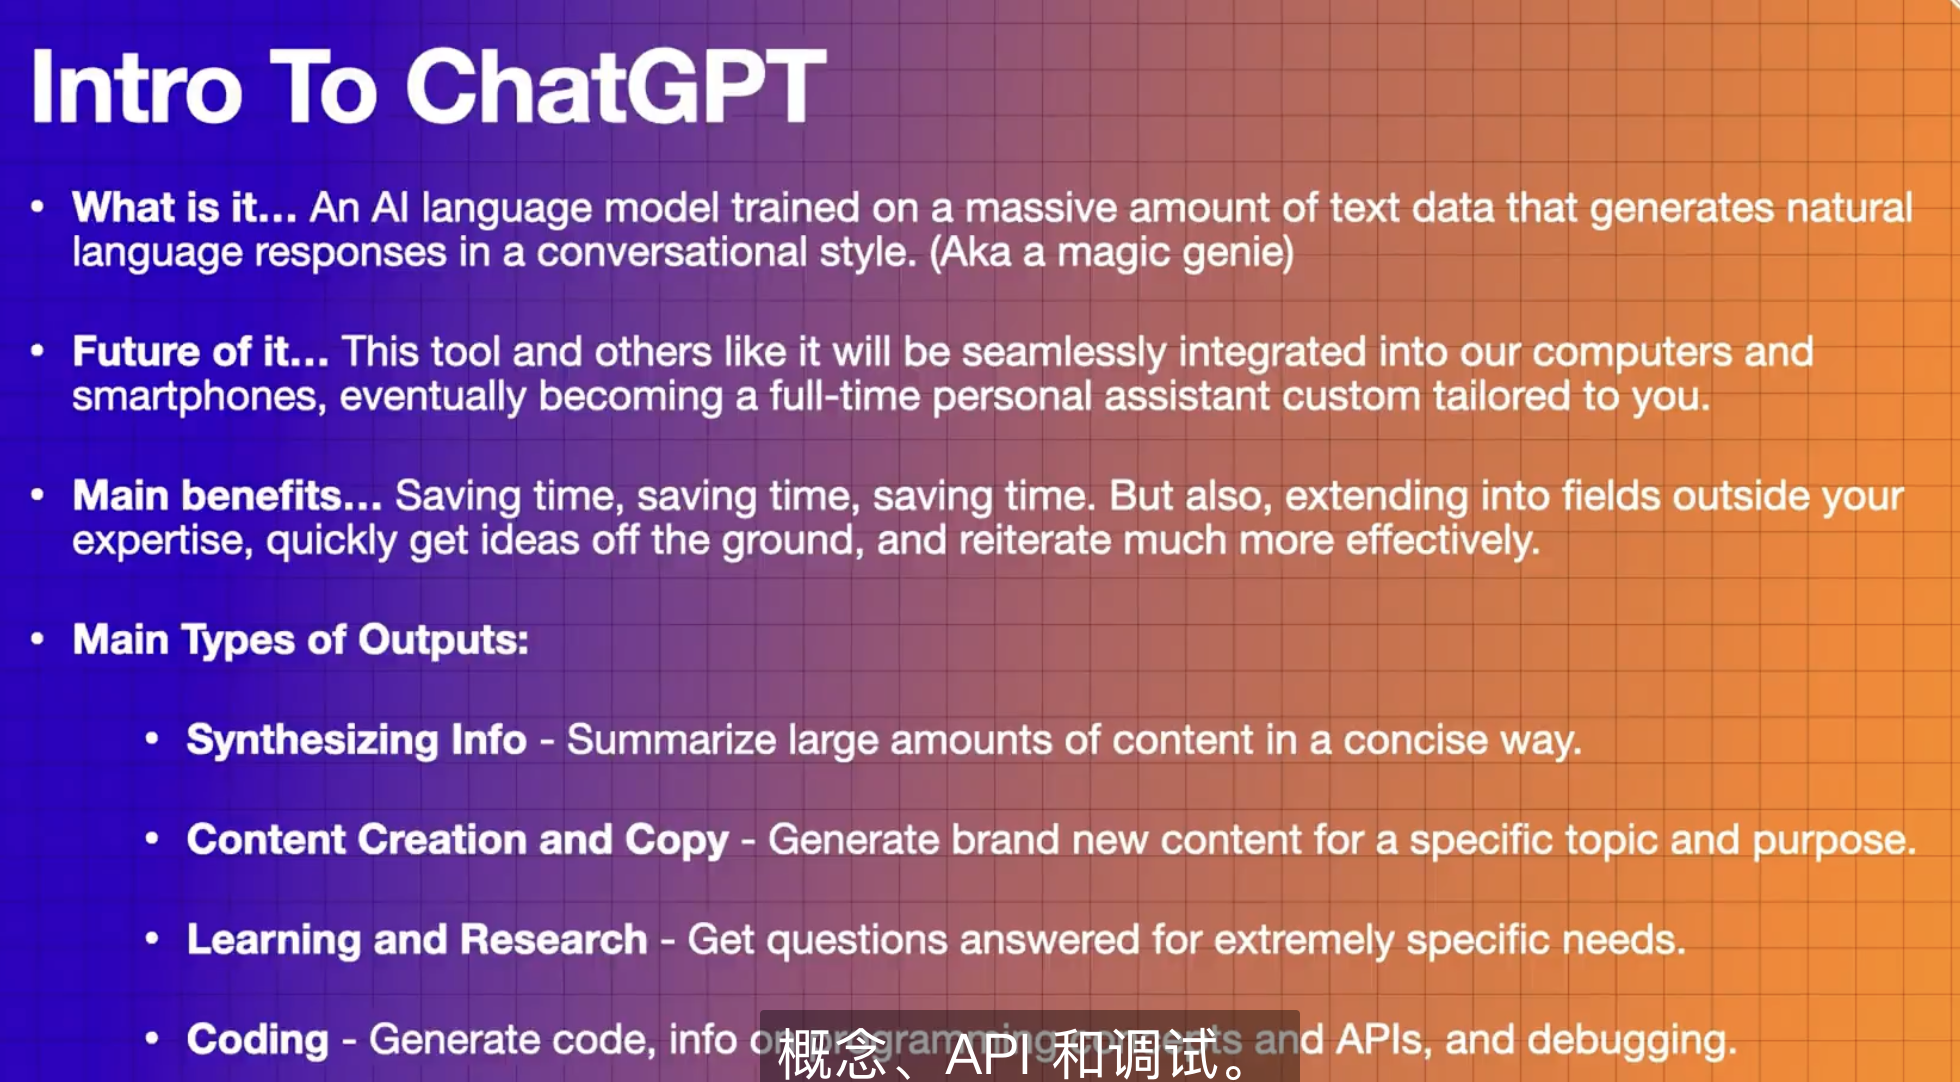 Intro To ChatGPT
• What is it... An AI language model trained on a massive amount of text data that generates natural
language responses in a conversational style. (Aka a magic genie)
• Future of it... This tool and others like it will be seamlessly integrated into our computers and
smartphones, eventually becoming a full-time personal assistant custom tailored to you.
• Main benefits... Saving time, saving time, saving time. But also, extending into fields outside your
expertise, quickly get ideas off the ground, and reiterate much more effectively.
• Main Types of Outputs:
• Synthesizing Info - Summarize large amounts of content in a concise way.
• Content Creation and Copy - Generate brand new content for a specific topic and purpose.
• Learning and Research - Get questions answered for extremely specific needs.
• Coding - Generate code, info on programming concepts and APIs, and debugging.
概念、API 和调试。